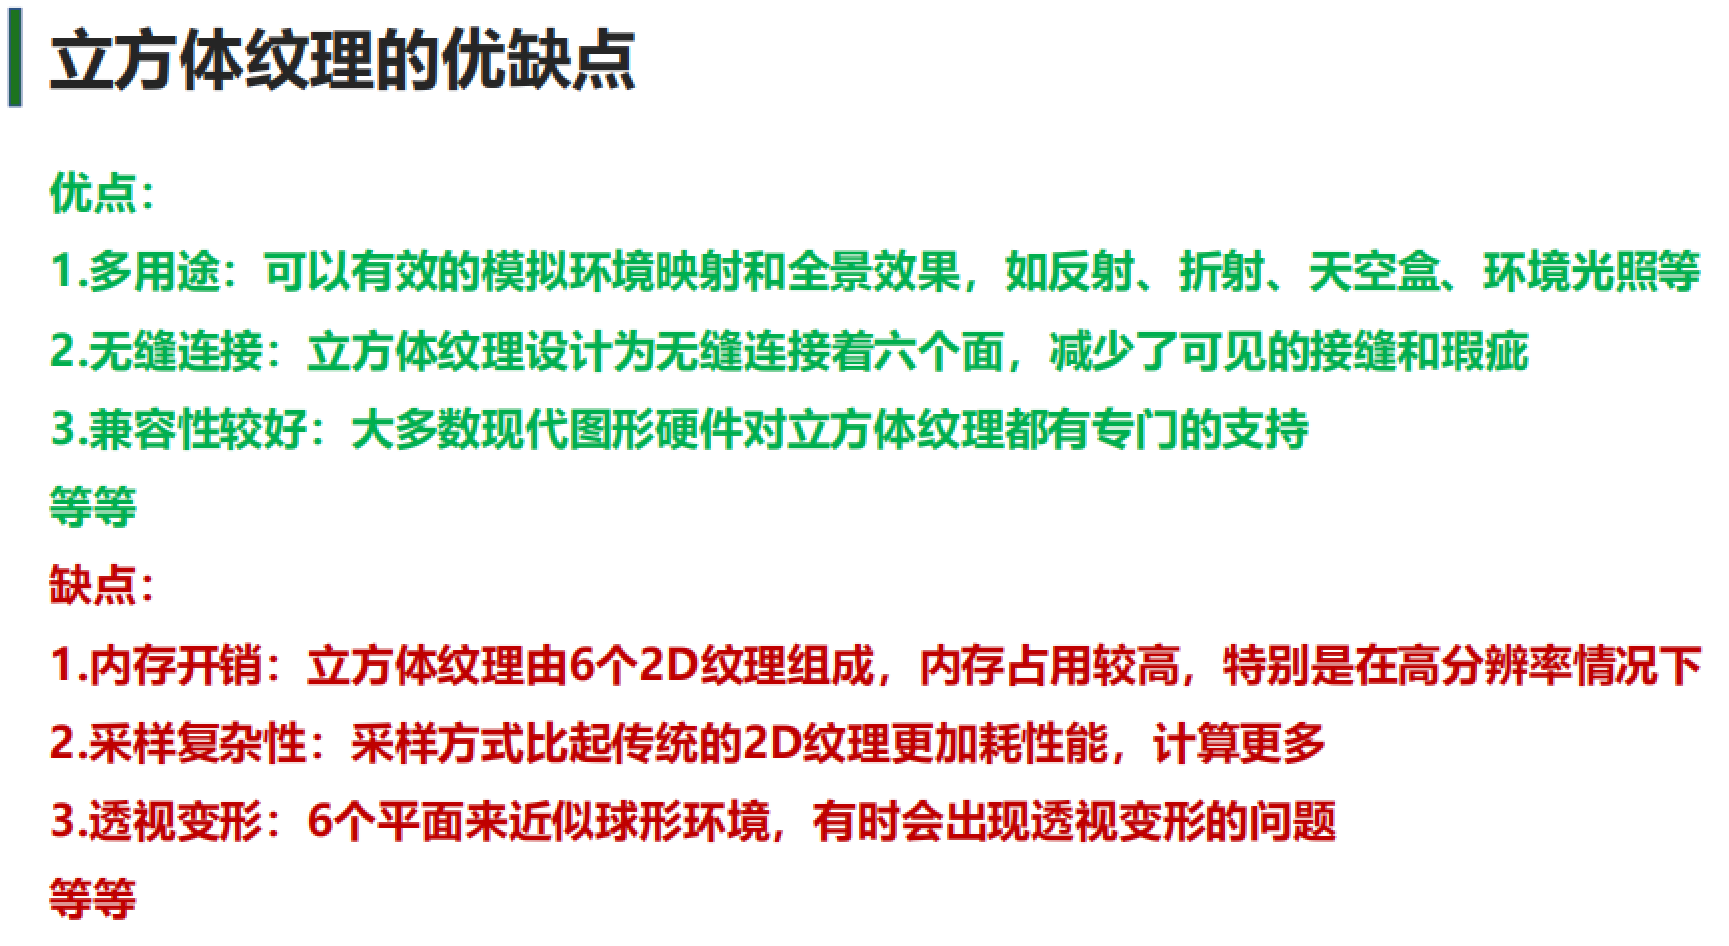 立方体纹理的优缺点
优点：
1.多用途：可以有效的模拟环境映射和全景效果，如反射、折射、天空盒、环境光照等
2.无缝连接：立方体纹理设计为无缝连接着六个面，减少了可见的接缝和瑕疵
3.兼容性较好：大多数现代图形硬件对立方体纹理都有专门的支持
等等
缺点：
1.内存开销：立方体纹理由6个2D纹理组成，内存占用较高，特别是在高分辨率情况下
2.采样复杂性：采样方式比起传统的2D纹理更加耗性能，计算更多
3.透视变形：6个平面来近似球形环境，有时会出现透视变形的问题
等等